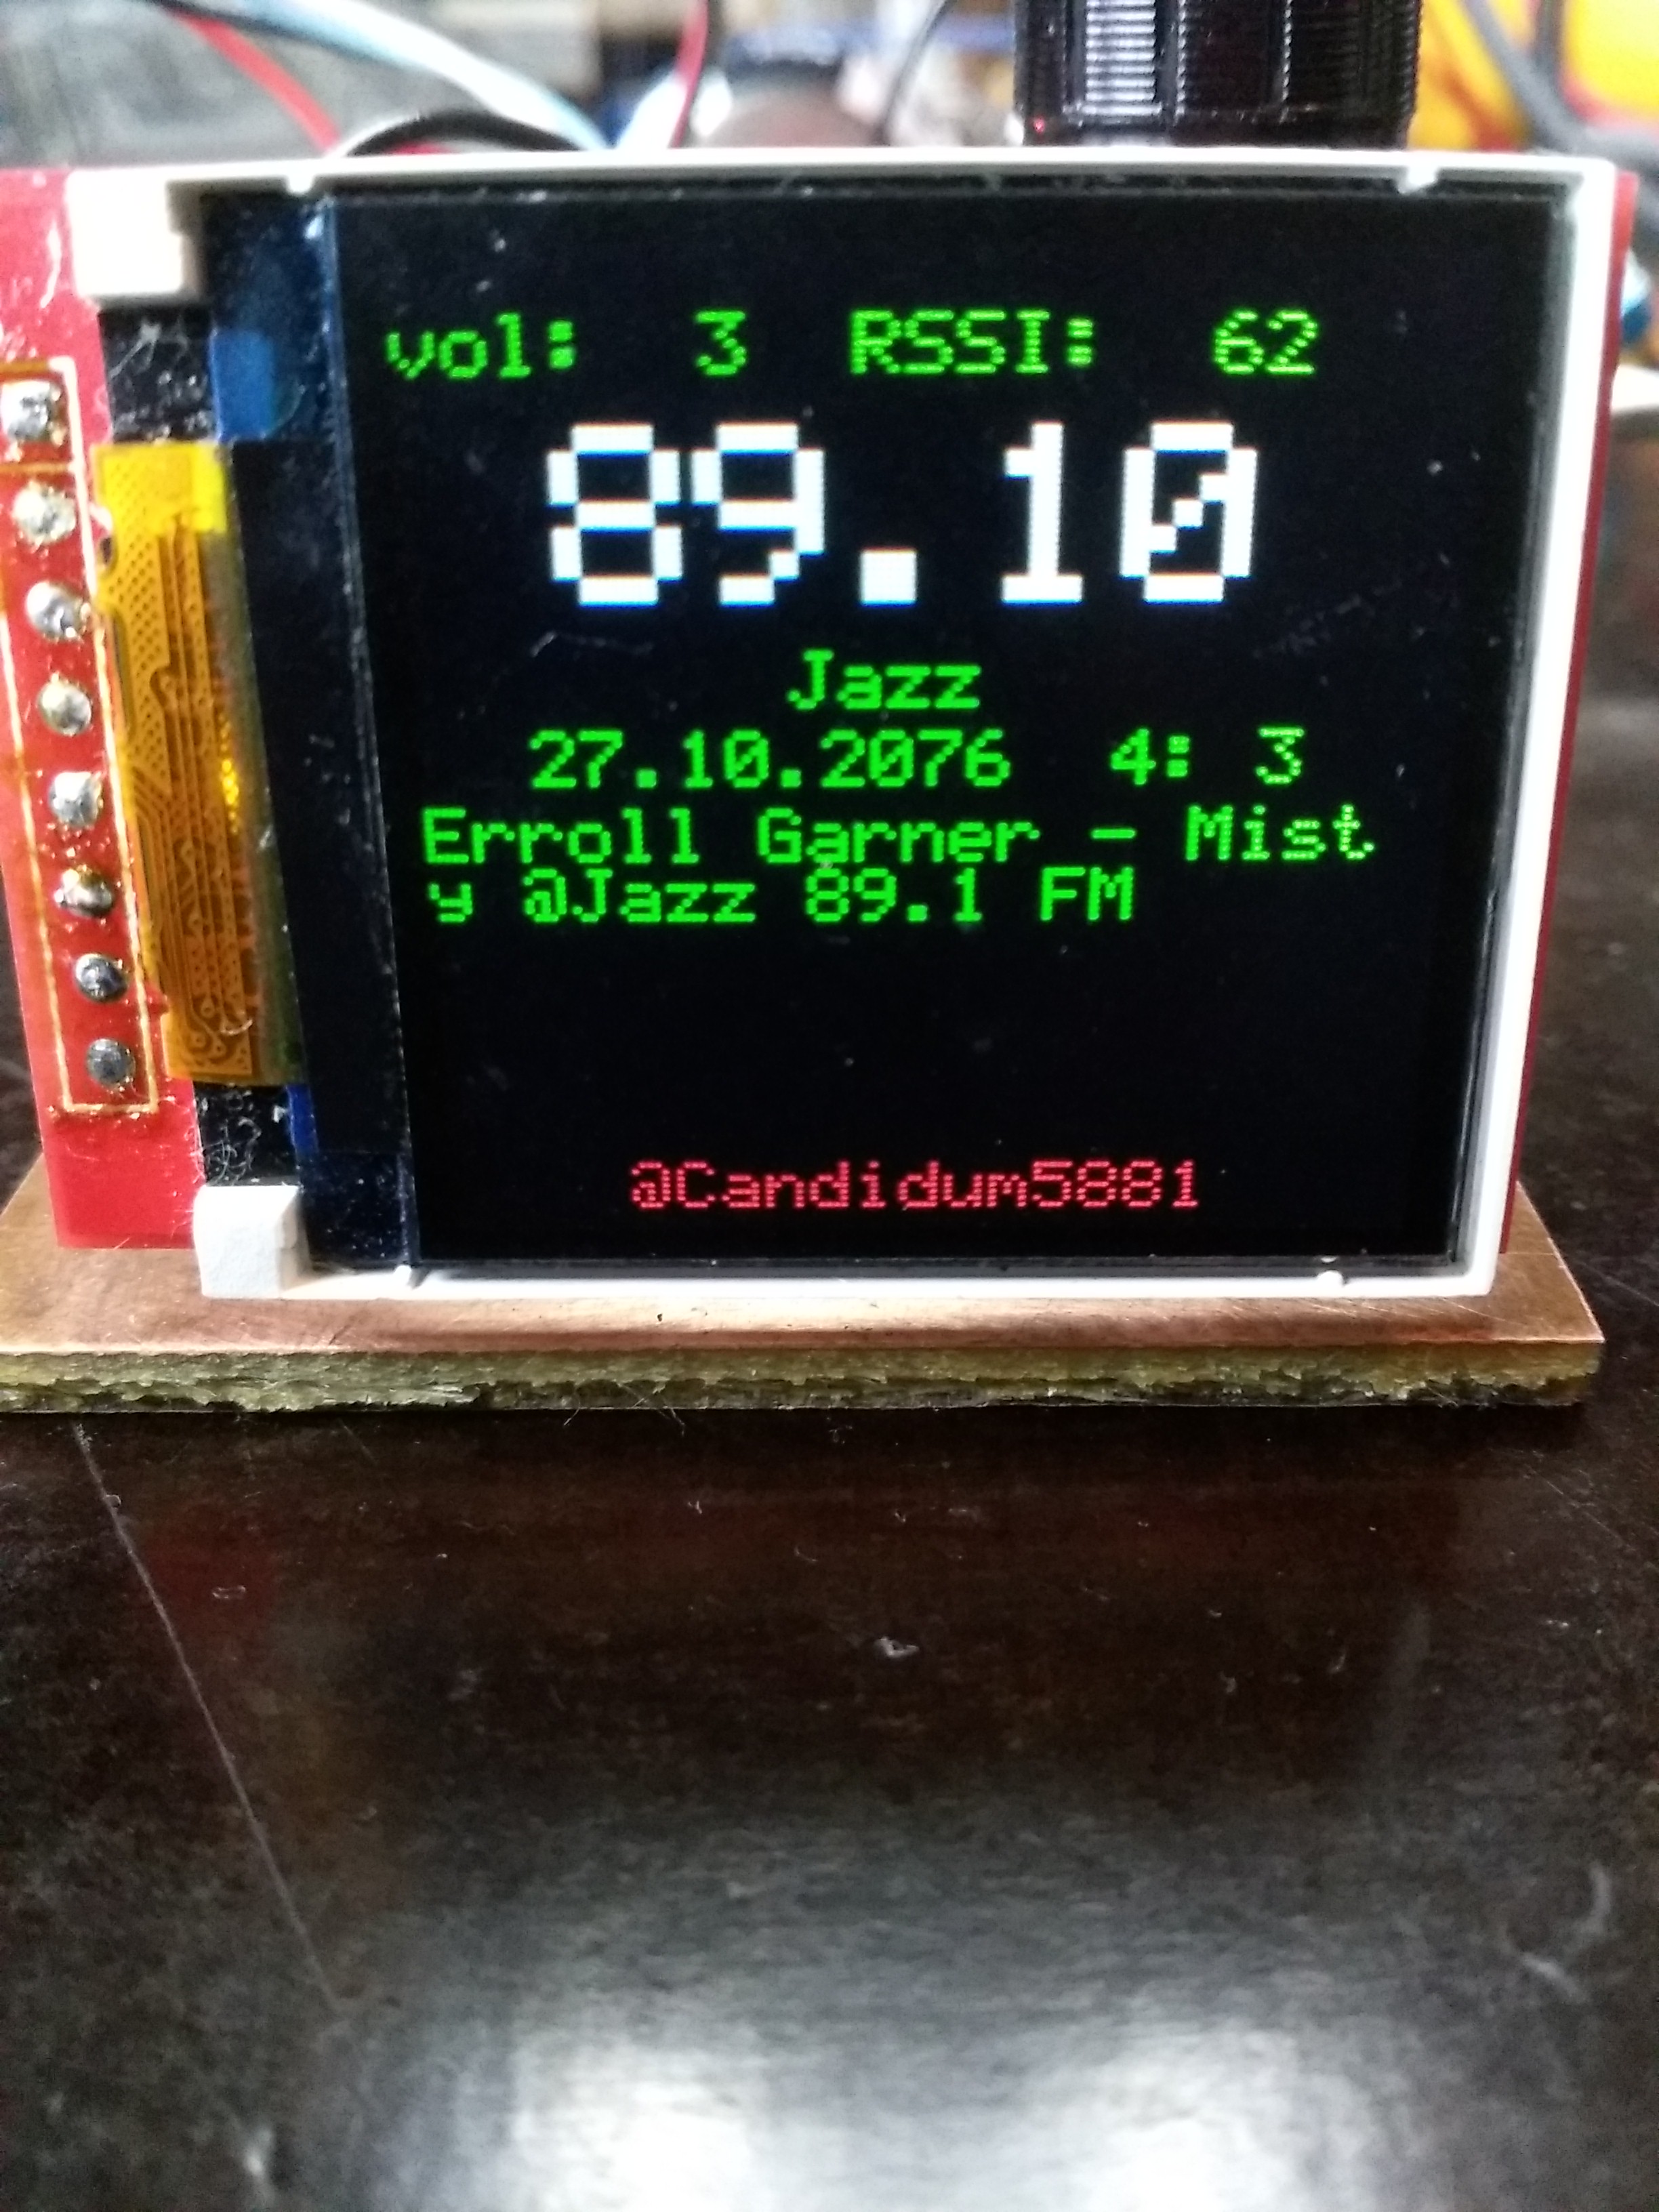 vol: 3 RSSI: 62
89.10
Jazz
27.10.2076 4: 3
Erroll Garner - Mist
y @Jazz 89.1 FM
@Candidum5881